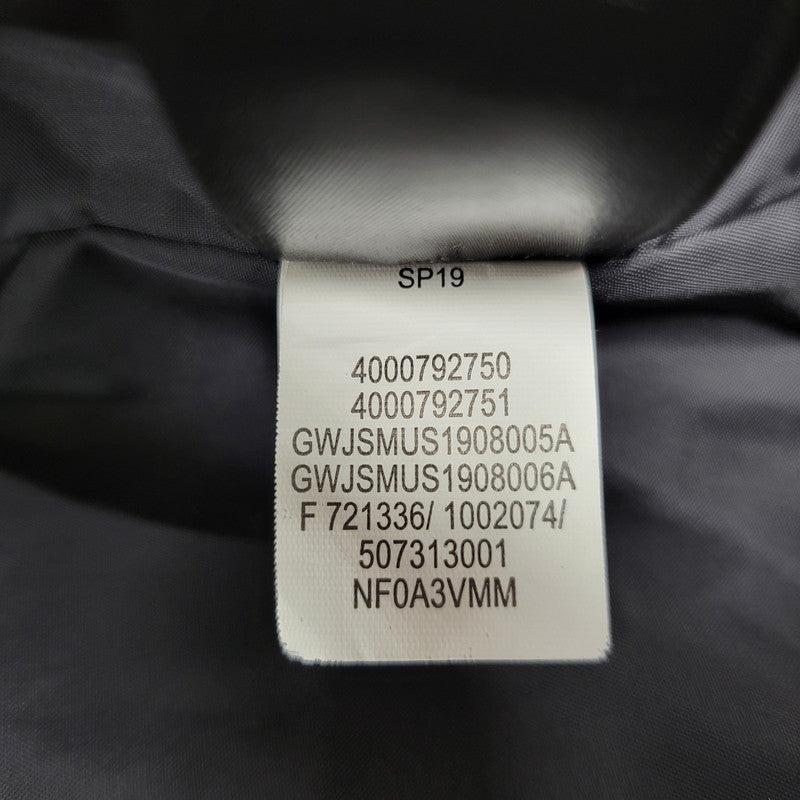 SP19
4000792750
4000792751
GWJSMUS1908005A
GWJSMUS1908006A
F 721336/ 1002074/
507313001
NF0A3VMM